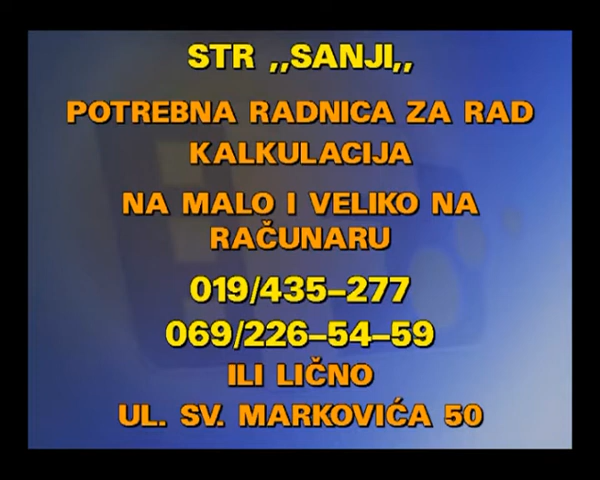 STR ,,SANJI,,
POTREBNA RADNICA ZA RAD
KALKULACIJA
NA MALO I VELIKO NA
RAČUNARU
019/435-277
069/226-54-59
ILI LIČNO
UL. SV. MARKOVIĆA 50